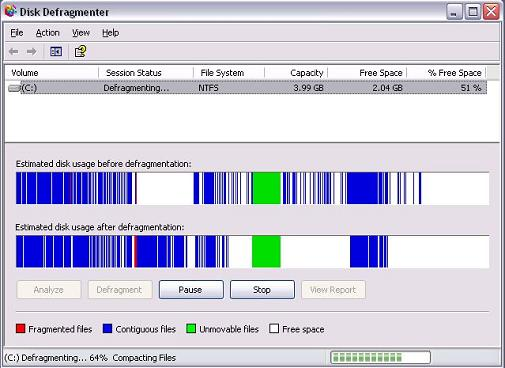 Disk Defragmenter
File Action View Help
Volume Session Status File System Capacity Free Space % Free Space
(C:) Defragmenting... NTFS 3.99 GB 2.04 GB 51 %
Estimated disk usage before defragmentation:
Estimated disk usage after defragmentation:
Analyze Defragment Pause Stop View Report
Fragmented files Contiguous files Unmovable files Free space
(C:) Defragmenting... 64% Compacting Files